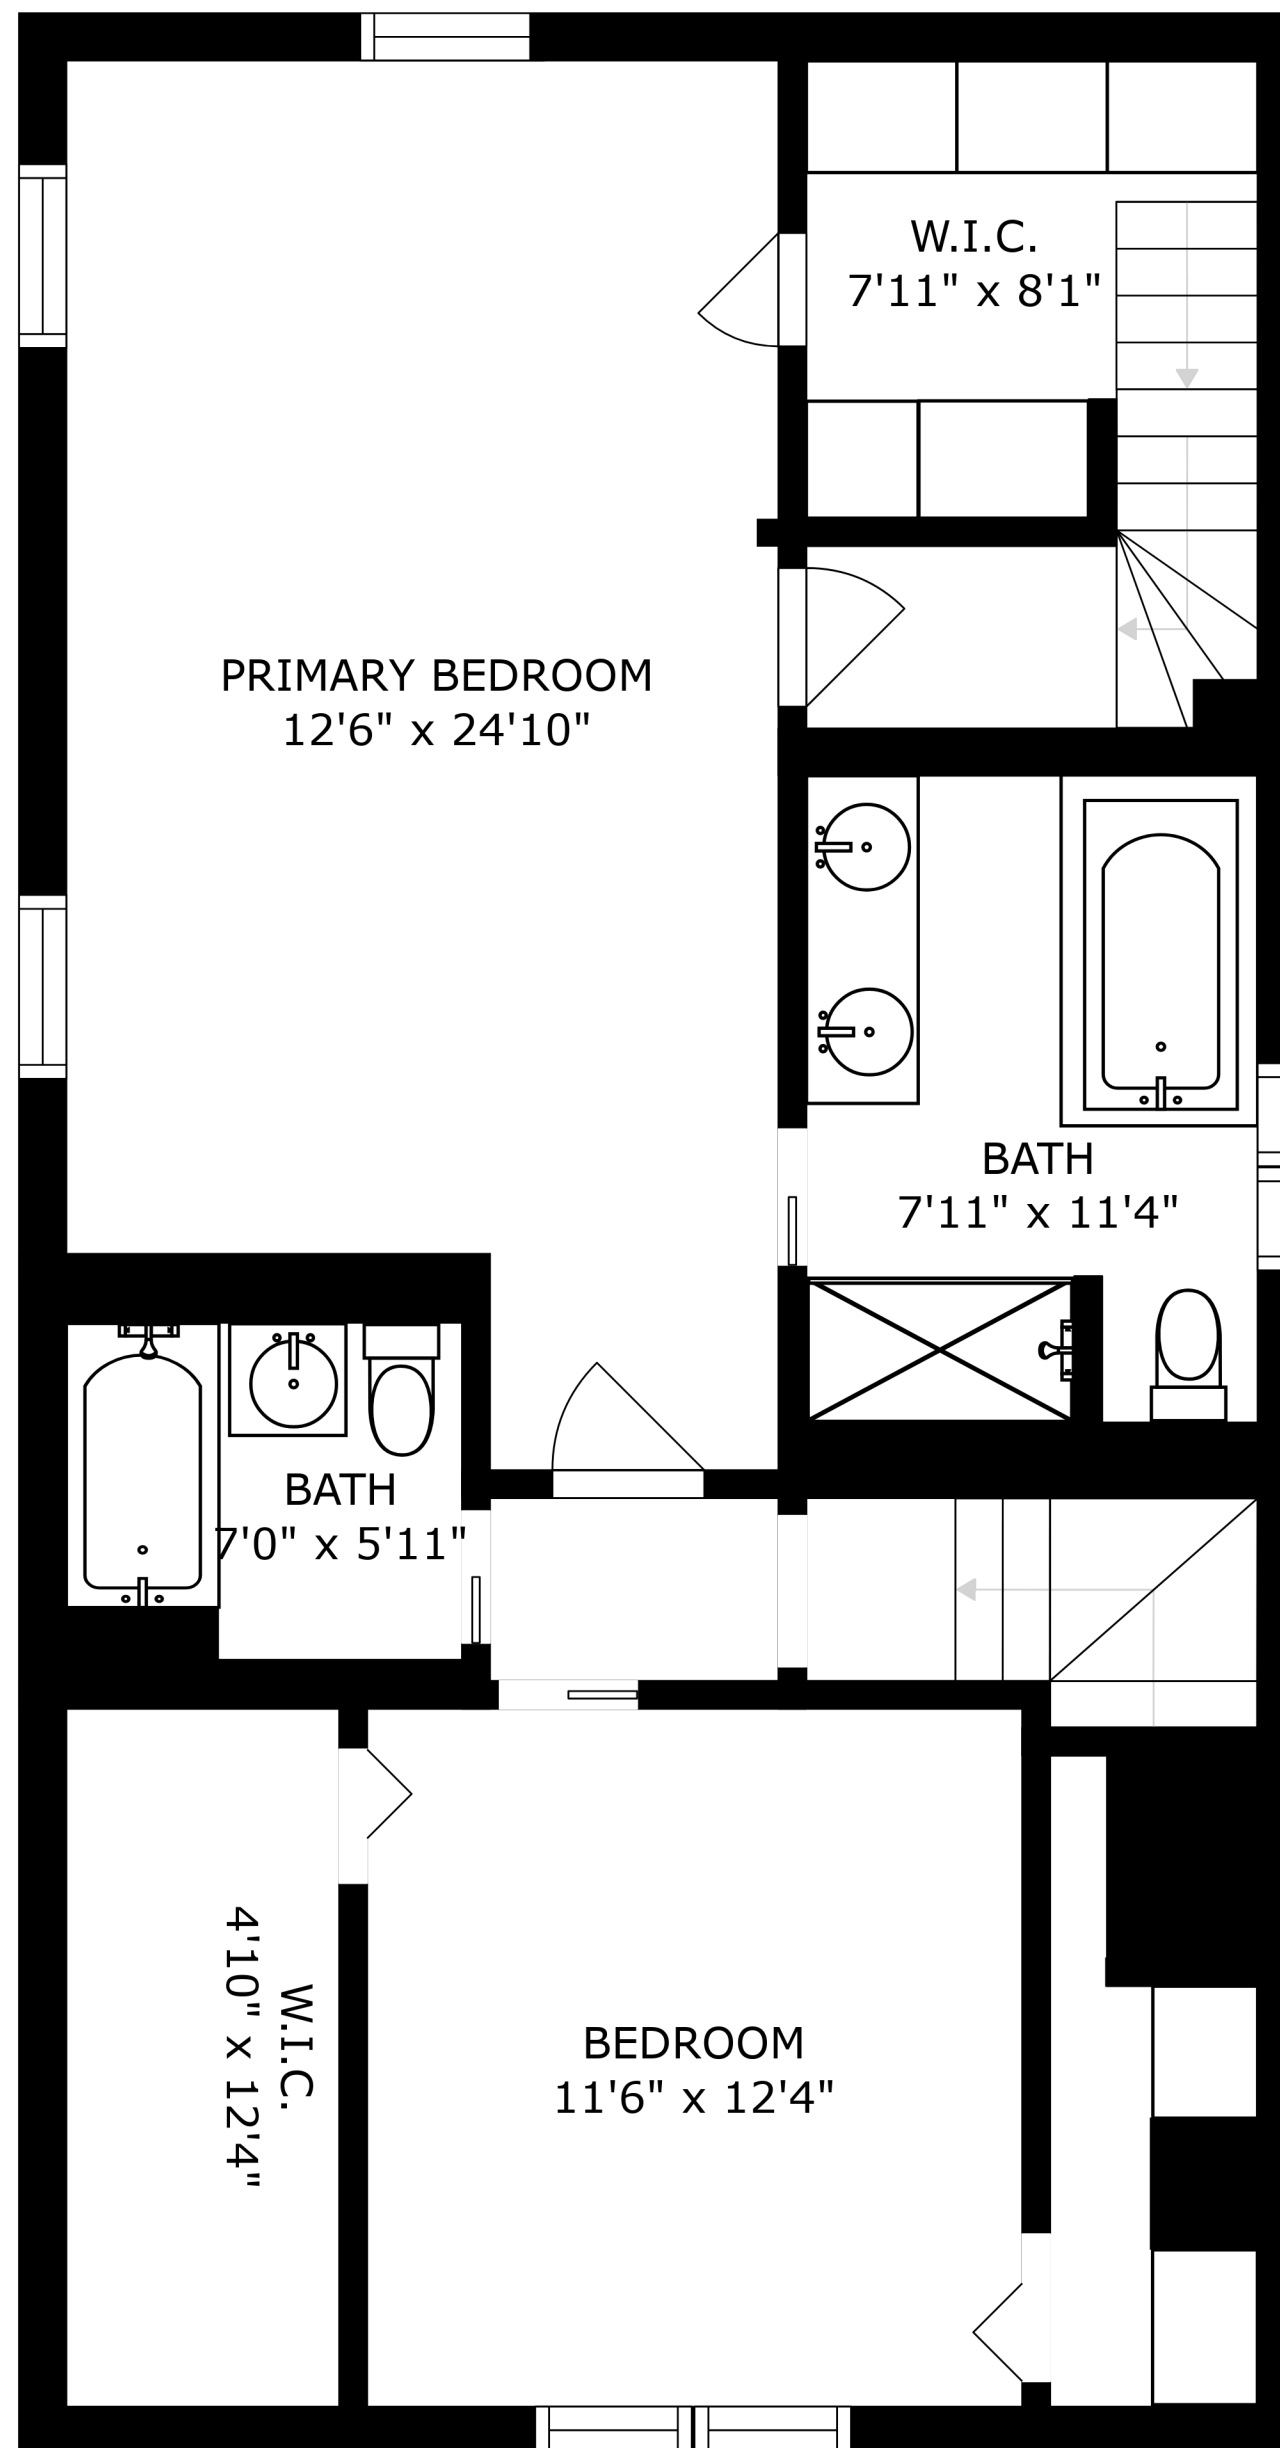 W.I.C.
7'11" x 8'1"
PRIMARY BEDROOM
12'6" x 24'10"
BATH
7'11" x 11'4"
BATH
7'0" x 5'11"
W.I.C.
4'10" x 12'4"
BEDROOM
11'6" x 12'4"